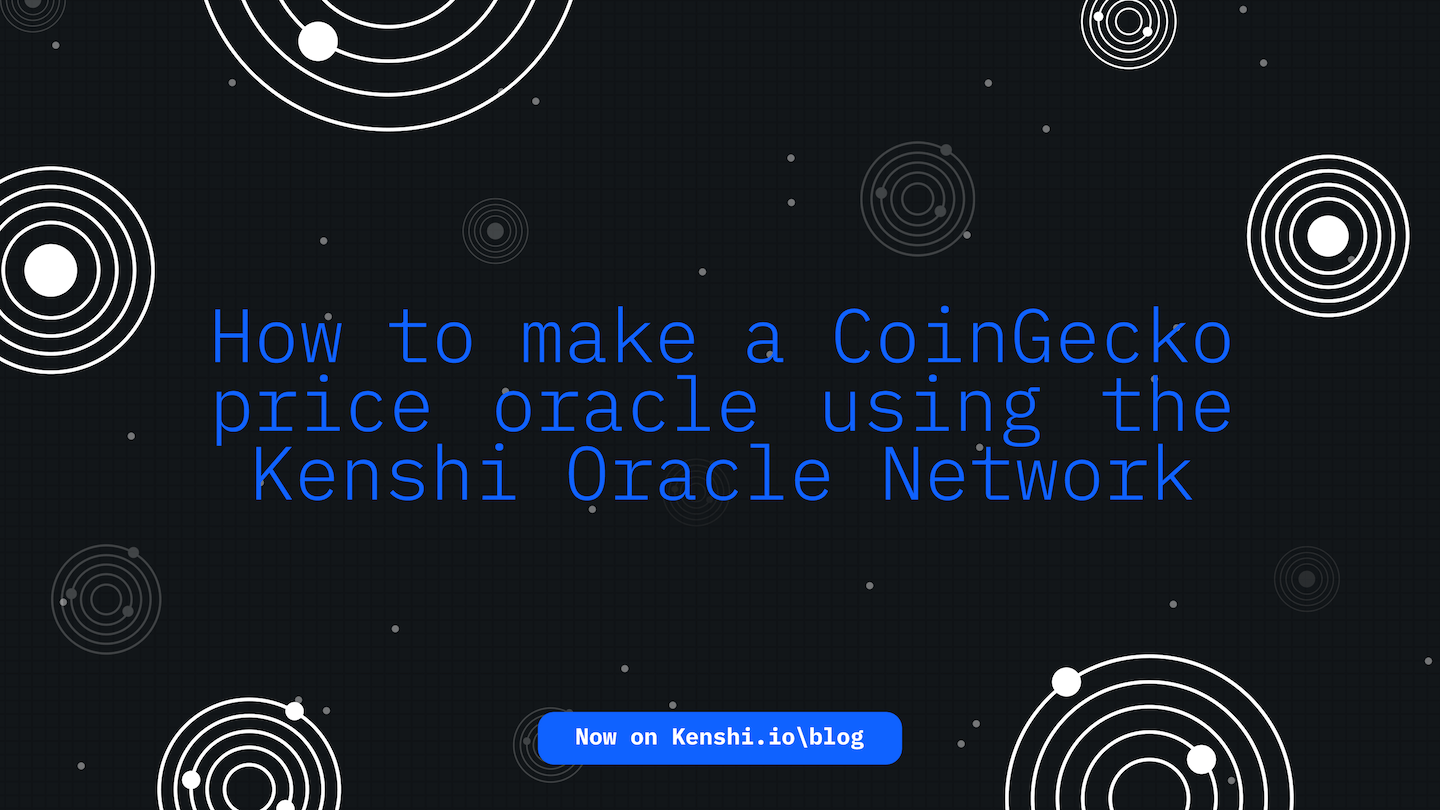 How to make a CoinGecko
price oracle using the
Kenshi Oracle Network
Now on Kenshi.io\blog